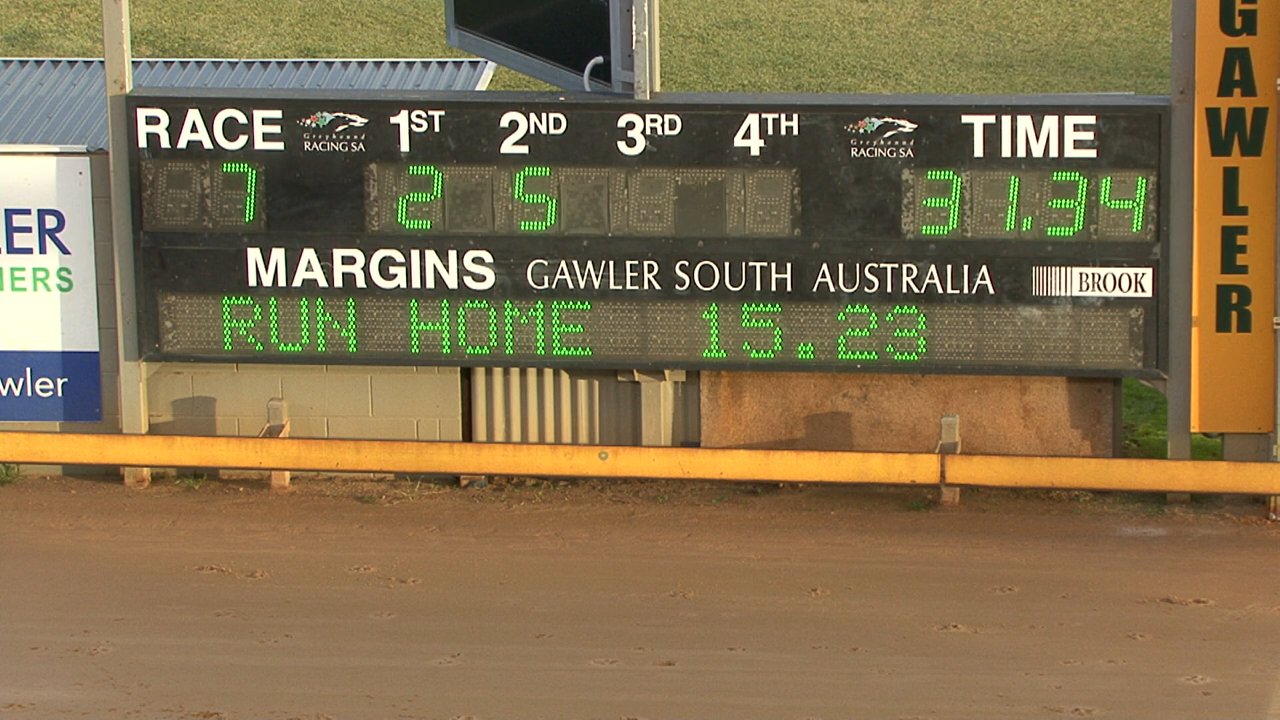 GAWLER
RACE Greyhound RACING SA 1ST 2ND 3RD 4TH Greyhound RACING SA TIME
7 2 5 31.34
MARGINS GAWLER SOUTH AUSTRALIA BROOK
RUN HOME 15.23
LER
NERS
wler